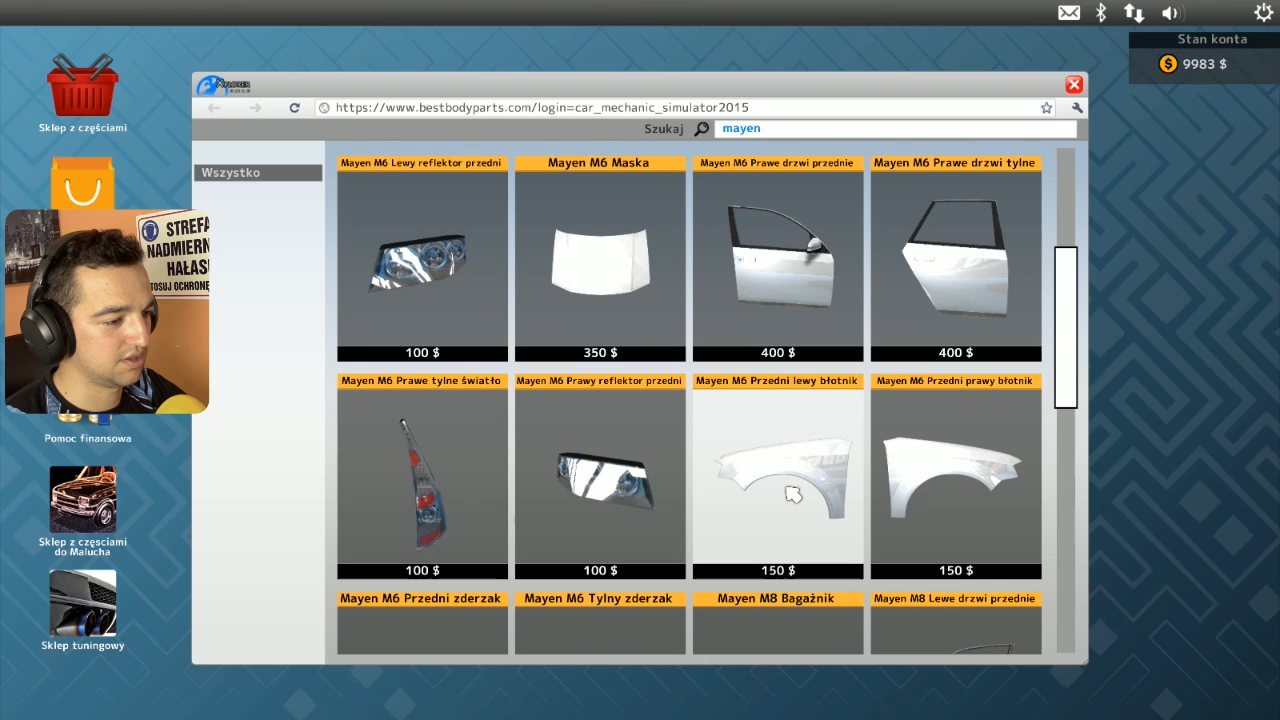 Stan konta
9983 $
Sklep z częściami
XPLORER
https://www.bestbodyparts.com/login=car_mechanic_simulator2015
Szukaj
mayen
Wszystko
Mayen M6 Lewy reflektor przedni
Mayen M6 Maska
Mayen M6 Prawe drzwi przednie
Mayen M6 Prawe drzwi tylne
100 $
350 $
400 $
400 $
Mayen M6 Prawe tylne światło
Mayen M6 Prawy reflektor przedni
Mayen M6 Przedni lewy błotnik
Mayen M6 Przedni prawy błotnik
100 $
100 $
150 $
150 $
Mayen M6 Przedni zderzak
Mayen M6 Tylny zderzak
Mayen M8 Bagażnik
Mayen M8 Lewe drzwi przednie
STREFA
NADMIERN
HAŁAS
Pomoc finansowa
Sklep z częsciami
do Malucha
Sklep tuningowy